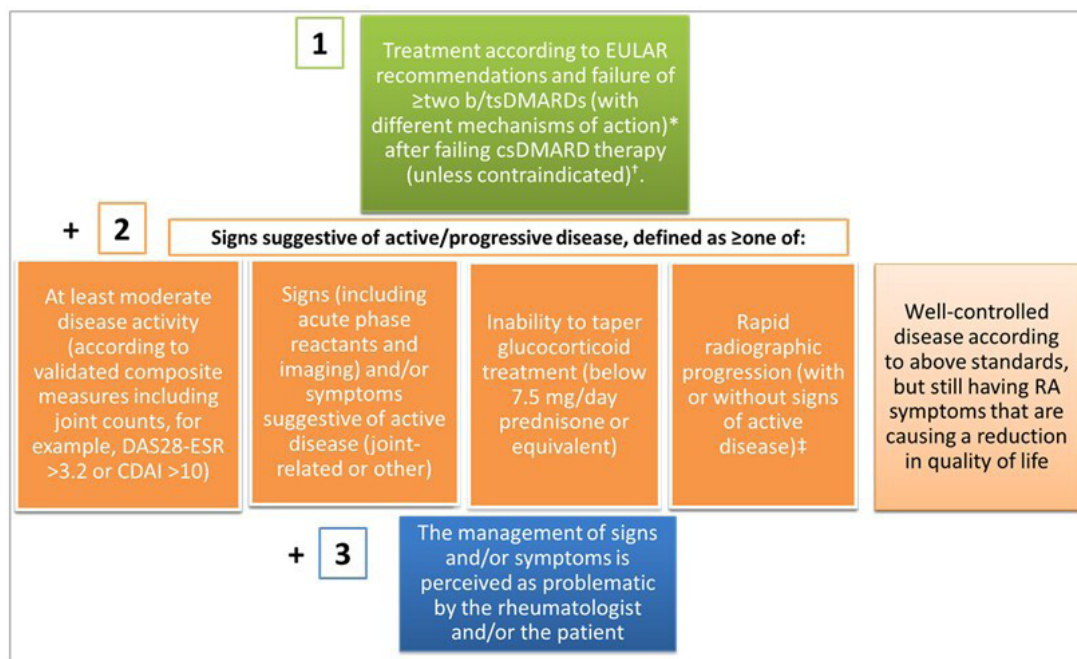 1
Treatment according to EULAR
recommendations and failure of
≥two b/tsDMARDs (with
different mechanisms of action)*
after failing csDMARD therapy
(unless contraindicated)†.
+ 2
Signs suggestive of active/progressive disease, defined as ≥one of:
At least moderate
disease activity
(according to
validated composite
measures including
joint counts, for
example, DAS28-ESR
>3.2 or CDAI >10)
Signs (including
acute phase
reactants and
imaging) and/or
symptoms
suggestive of active
disease (joint-
related or other)
Inability to taper
glucocorticoid
treatment (below
7.5 mg/day
prednisone or
equivalent)
Rapid
radiographic
progression (with
or without signs
of active
disease)‡
Well-controlled
disease according
to above standards,
but still having RA
symptoms that are
causing a reduction
in quality of life
+ 3
The management of signs
and/or symptoms is
perceived as problematic
by the rheumatologist
and/or the patient